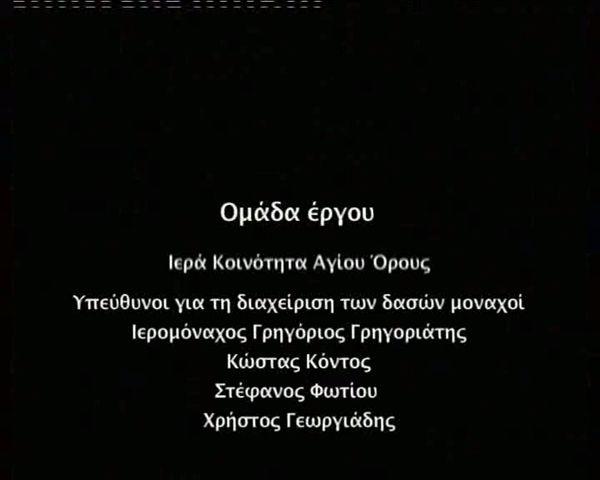 Ομάδα έργου
Ιερά Κοινότητα Αγίου Όρους
Υπεύθυνοι για τη διαχείριση των δασών μοναχοί
Ιερομόναχος Γρηγόριος Γρηγοριάτης
Κώστας Κόντος
Στέφανος Φωτίου
Χρήστος Γεωργιάδης